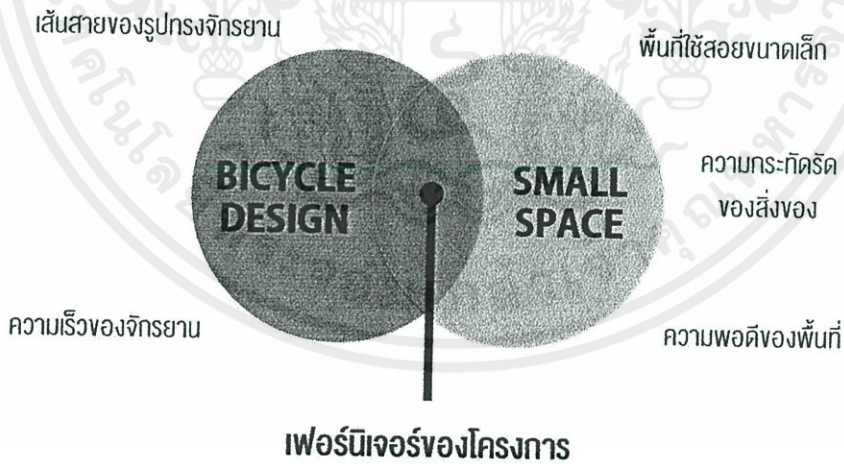 เส้นสายของรูปทรงจักรยาน
พื้นที่ใช้สอยขนาดเล็ก
BICYCLE
DESIGN
SMALL
SPACE
ความกระทัดรัด
ของสิ่งของ
ความเร็วของจักรยาน
ความพอดีของพื้นที่
เฟอร์นิเจอร์ของโครงการ